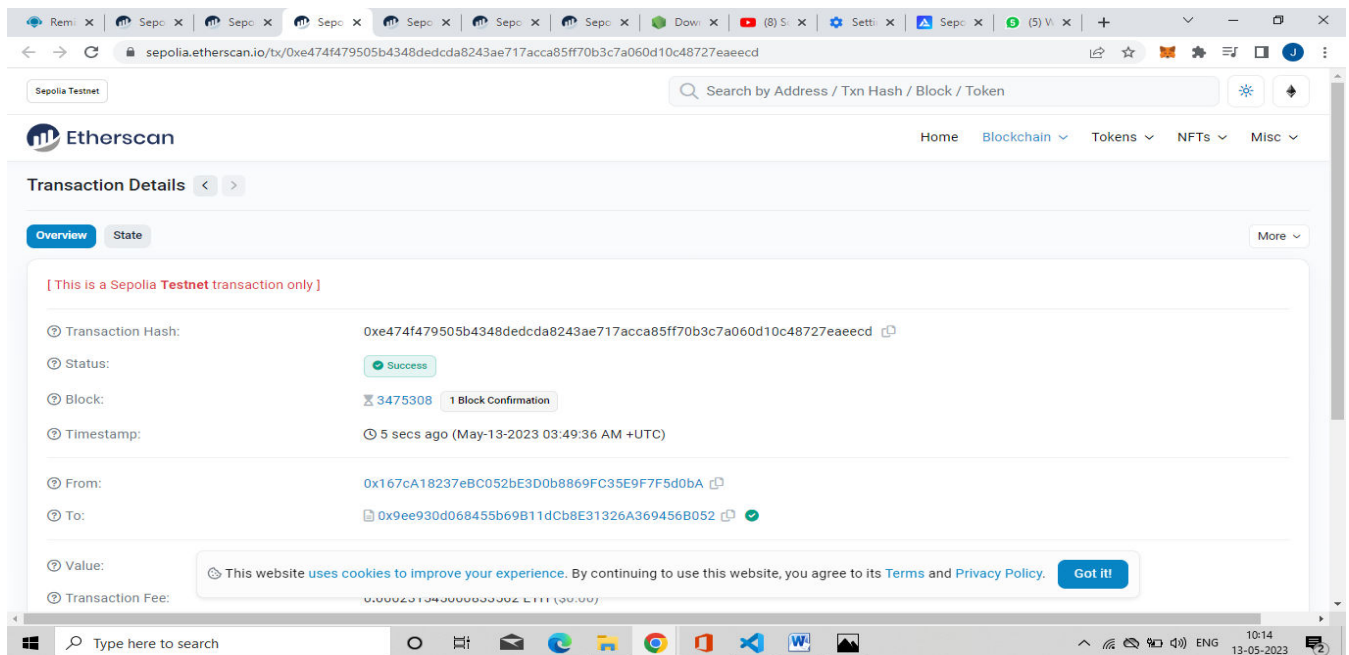 Remi Sepo Sepo Sepo Sepo Sepo Sepo Dow (8) S Setti Sepo (5) W
sepolia.etherscan.io/tx/0xe474f479505b4348dedcda8243ae717acca85ff70b3c7a060d10c48727eaeecd J
Sepolia Testnet Search by Address / Txn Hash / Block / Token
Etherscan Home Blockchain Tokens NFTs Misc
Transaction Details < >
Overview State More
[ This is a Sepolia Testnet transaction only ]
Transaction Hash: 0xe474f479505b4348dedcda8243ae717acca85ff70b3c7a060d10c48727eaeecd
Status: Success
Block: 3475308 1 Block Confirmation
Timestamp: 5 secs ago (May-13-2023 03:49:36 AM +UTC)
From: 0x167cA18237eBC052bE3D0b8869FC35E9F7F5d0bA
To: 0x9ee930d068455b69B11dCb8E31326A369456B052
Value:
This website uses cookies to improve your experience. By continuing to use this website, you agree to its Terms and Privacy Policy. Got it!
Transaction Fee: ETH ($0.00)
Type here to search ENG 10:14
13-05-2023 2